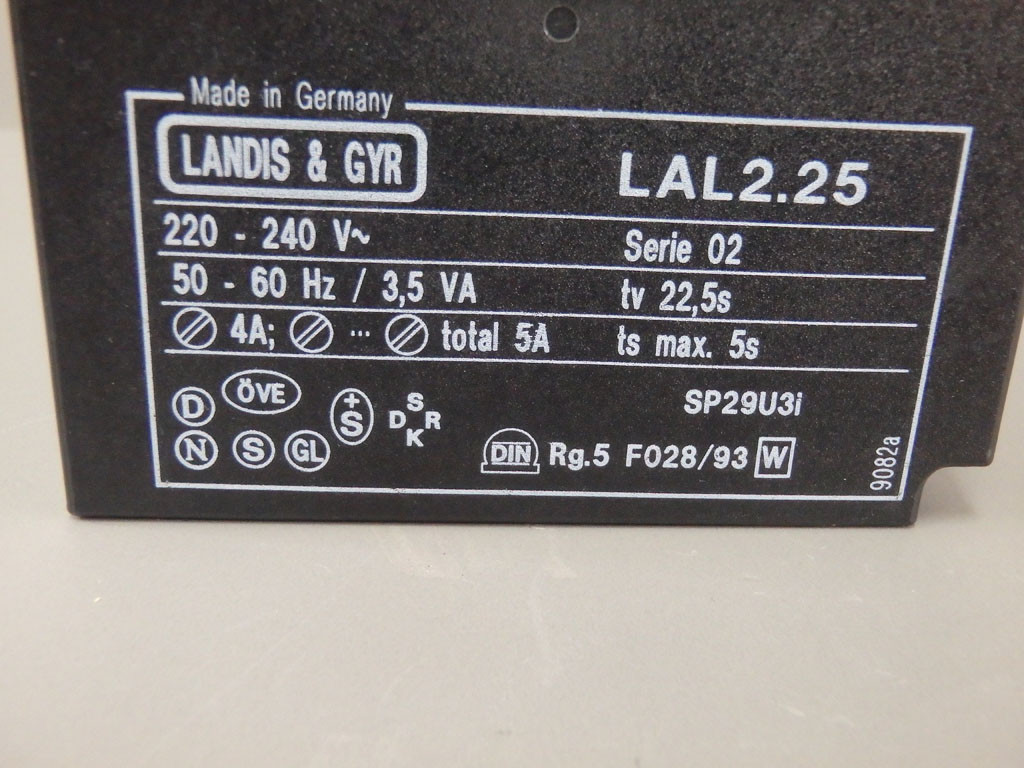 Made in Germany
LANDIS & GYR LAL2.25
220 - 240 V~ Serie 02
50 - 60 Hz / 3,5 VA tv 22,5s
4A; ... total 5A ts max. 5s
D ÖVE +S DSRK SP29U3i
N S GL DIN Rg.5 F028/93 W
9082a